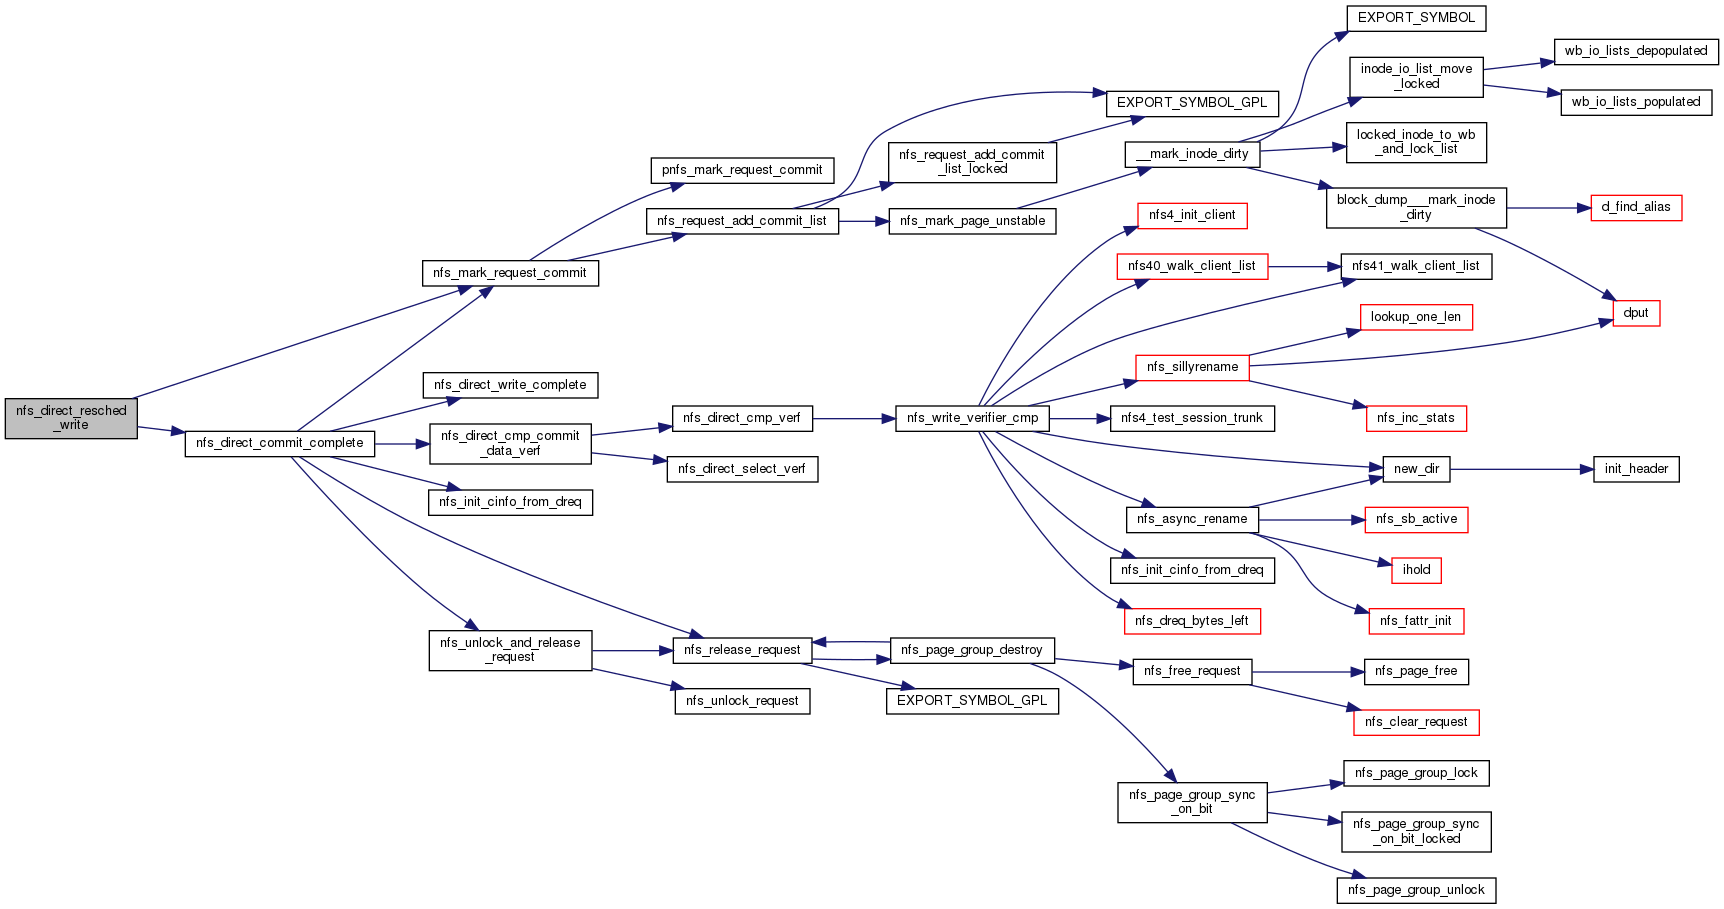 EXPORT_SYMBOL
wb_io_lists_depopulated
inode_io_list_move
_locked
wb_io_lists_populated
EXPORT_SYMBOL_GPL
locked_inode_to_wb
_and_lock_list
nfs_request_add_commit
_list_locked
__mark_inode_dirty
pnfs_mark_request_commit
block_dump___mark_inode
_dirty
d_find_alias
nfs_request_add_commit_list
nfs_mark_page_unstable
nfs4_init_client
nfs_mark_request_commit
nfs40_walk_client_list
nfs41_walk_client_list
dput
lookup_one_len
nfs_sillyrename
nfs_direct_write_complete
nfs_direct_resched
_write
nfs_direct_cmp_verf
nfs_write_verifier_cmp
nfs4_test_session_trunk
nfs_inc_stats
nfs_direct_commit_complete
nfs_direct_cmp_commit
_data_verf
nfs_direct_select_verf
new_dir
init_header
nfs_init_cinfo_from_dreq
nfs_async_rename
nfs_sb_active
nfs_init_cinfo_from_dreq
ihold
nfs_dreq_bytes_left
nfs_fattr_init
nfs_unlock_and_release
_request
nfs_release_request
nfs_page_group_destroy
nfs_free_request
nfs_page_free
nfs_unlock_request
EXPORT_SYMBOL_GPL
nfs_clear_request
nfs_page_group_sync
_on_bit
nfs_page_group_lock
nfs_page_group_sync
_on_bit_locked
nfs_page_group_unlock